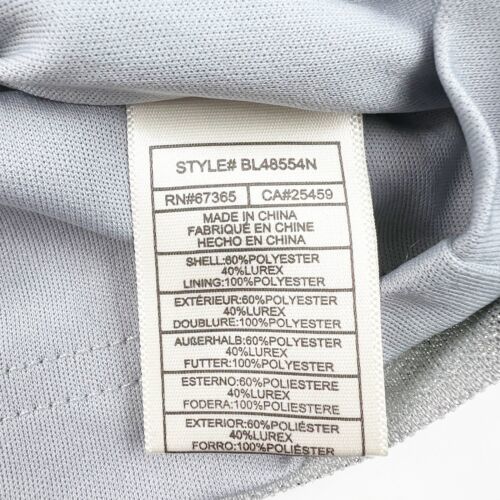 STYLE# BL48554N
RN#67365 CA#25459
MADE IN CHINA
FABRIQUÉ EN CHINE
HECHO EN CHINA
SHELL:60%POLYESTER
40%LUREX
LINING:100%POLYESTER
EXTÉRIEUR:60%POLYESTER
40%LUREX
DOUBLURE:100%POLYESTER
AUßERHALB:60%POLYESTER
40%LUREX
FUTTER:100%POLYESTER
ESTERNO:60%POLIESTERE
40%LUREX
FODERA:100%POLIESTERE
EXTERIOR:60%POLIÉSTER
40%LUREX
FORRO:100%POLIÉSTER